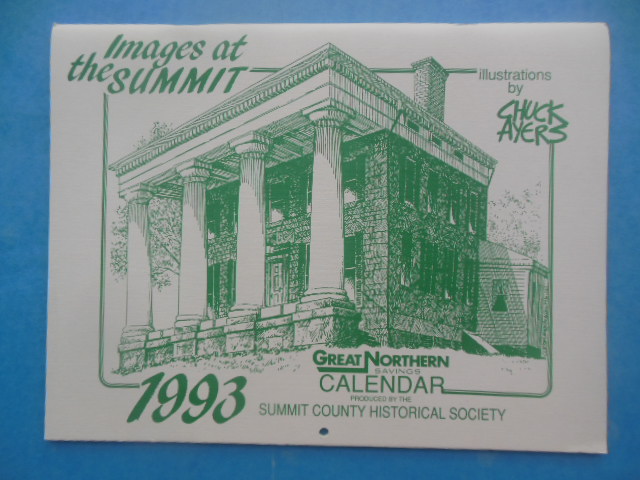 Images at
the SUMMIT
illustrations
by
CHUCK
AYERS
GREAT NORTHERN
SAVINGS
CALENDAR
PRODUCED BY THE
SUMMIT COUNTY HISTORICAL SOCIETY
1993